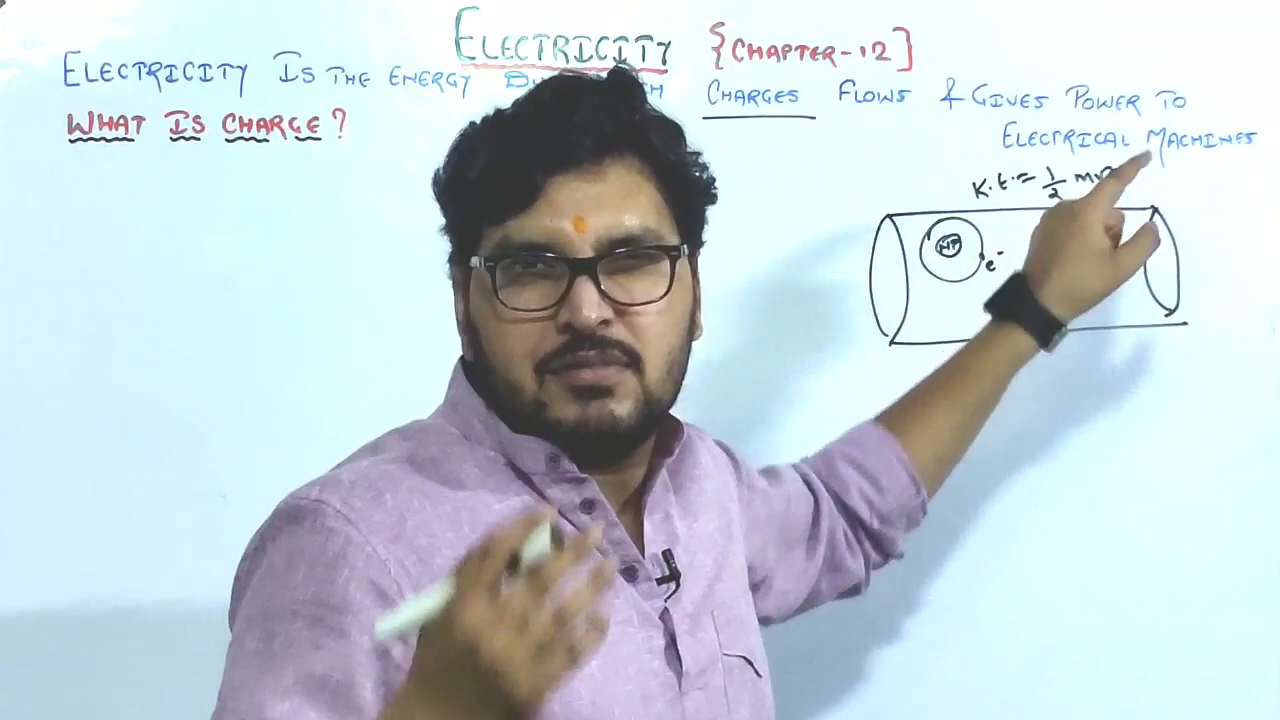 ELECTRICITY {CHAPTER-12]
ELECTRICITY IS THE ENERGY CHARGES FLOWS & GIVES POWER TO
ELECTRICAL MACHINES
WHAT IS CHARGE?
K.E. = 1/2
NP
e-